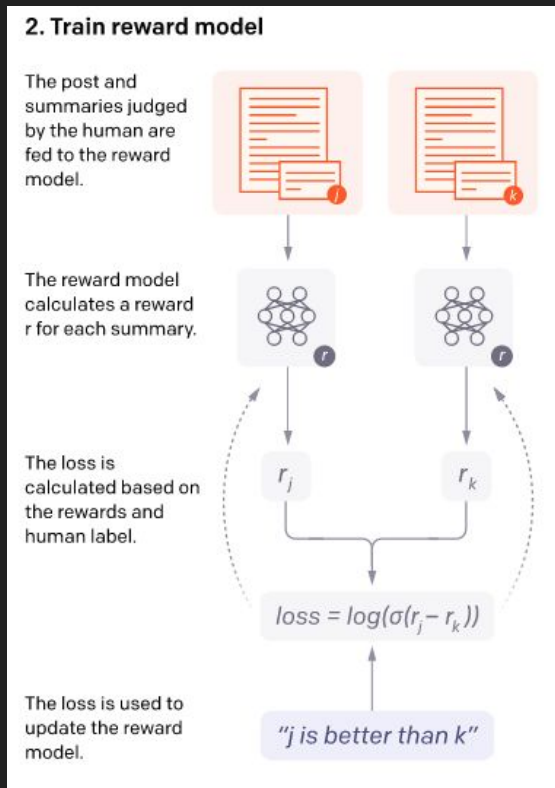 2. Train reward model
The post and
summaries judged
by the human are
fed to the reward
model.
j
k
The reward model
calculates a reward
r for each summary.
r
r
The loss is
calculated based on
the rewards and
human label.
rⱼ
rₖ
loss = log(σ(rⱼ – rₖ))
The loss is used to
update the reward
model.
“j is better than k”